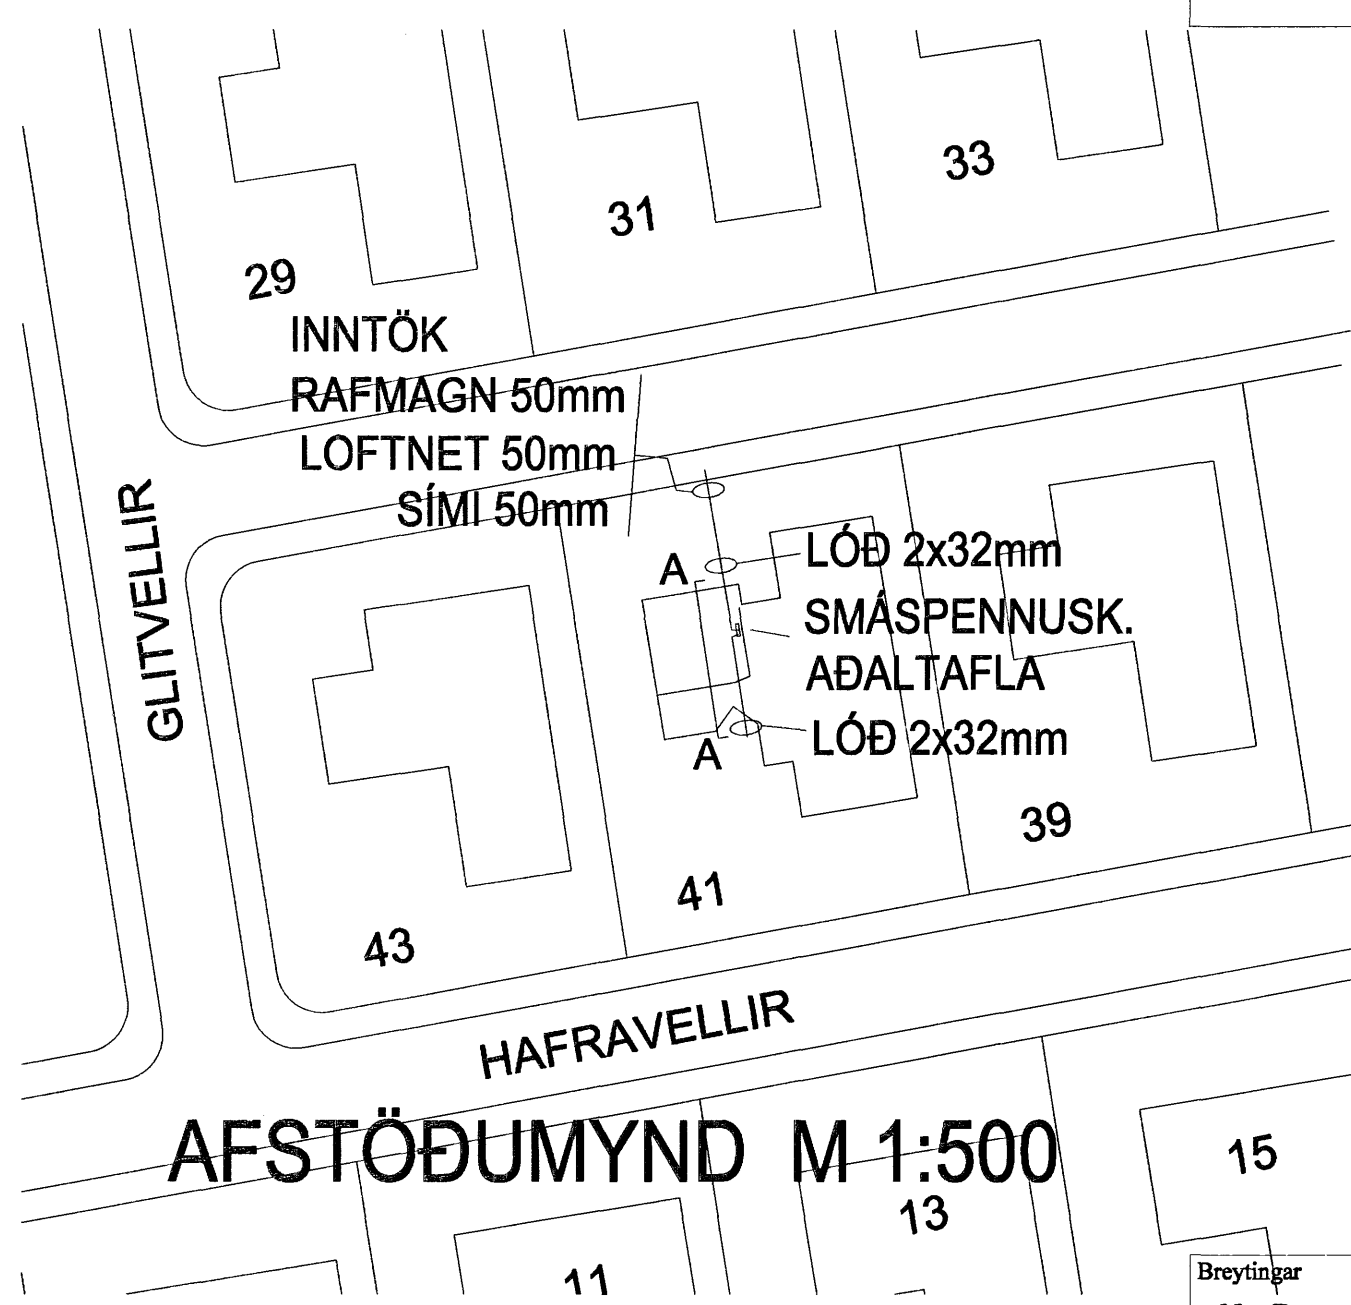 33
31
29
INNTÖK
RAFMAGN 50mm
LOFTNET 50mm
SÍMI 50mm
GLITVELLIR
A
LÓÐ 2x32mm
SMÁSPENNUSK.
AÐALTAFLA
LÓÐ 2x32mm
A
39
41
43
HAFRAVELLIR
AFSTÖÐUMYND M 1:500
15
13
11
Breytingar